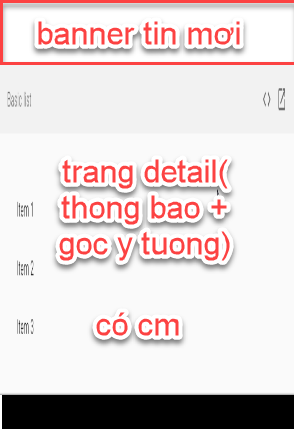 banner tin mơi
Basic list
trang detail(
thong bao +
goc y tuong)
Item 1
Item 2
Item 3
có cm